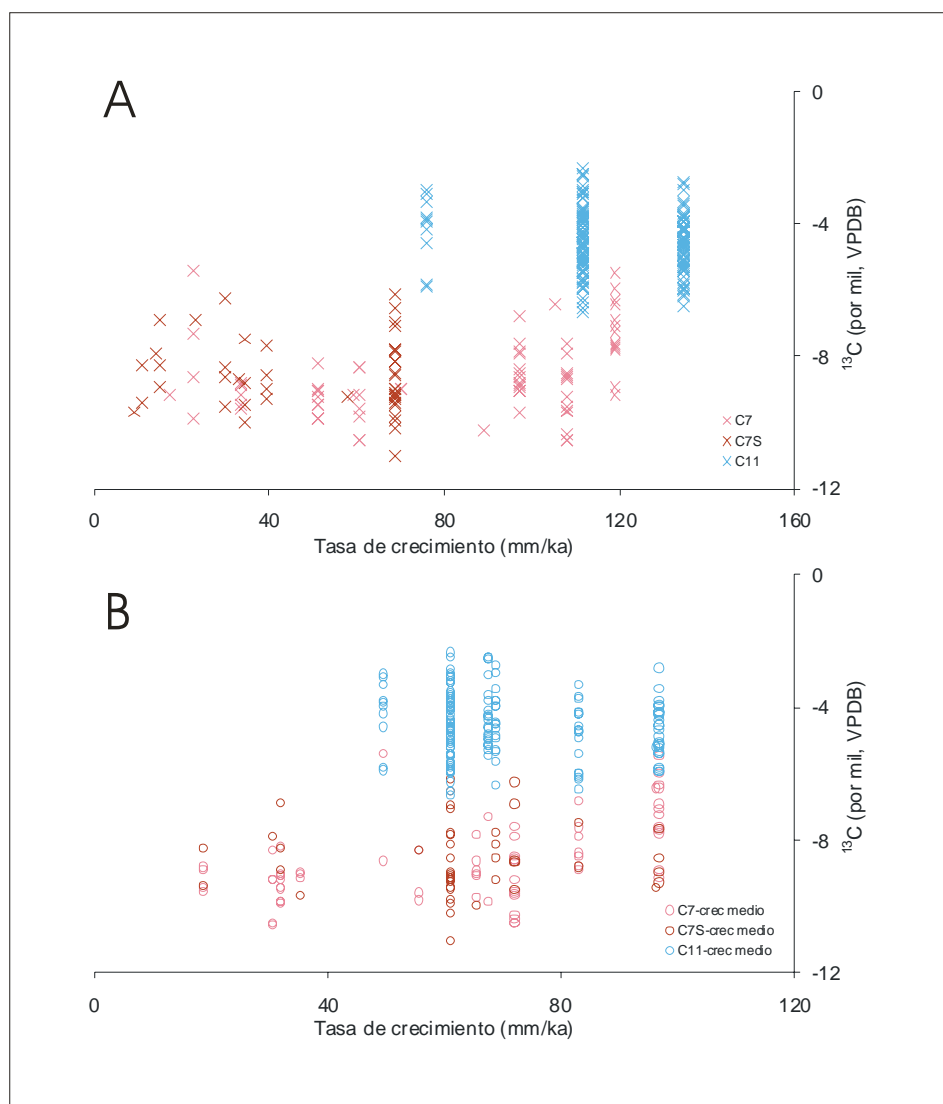 A
0
-4
-8
-12
13C (por mil, VPDB)
C7
C7S
C11
0 40 80 120 160
Tasa de crecimiento (mm/ka)
B
0
-4
-8
-12
13C (por mil, VPDB)
C7-crec medio
C7S-crec medio
C11-crec medio
0 40 80 120
Tasa de crecimiento (mm/ka)